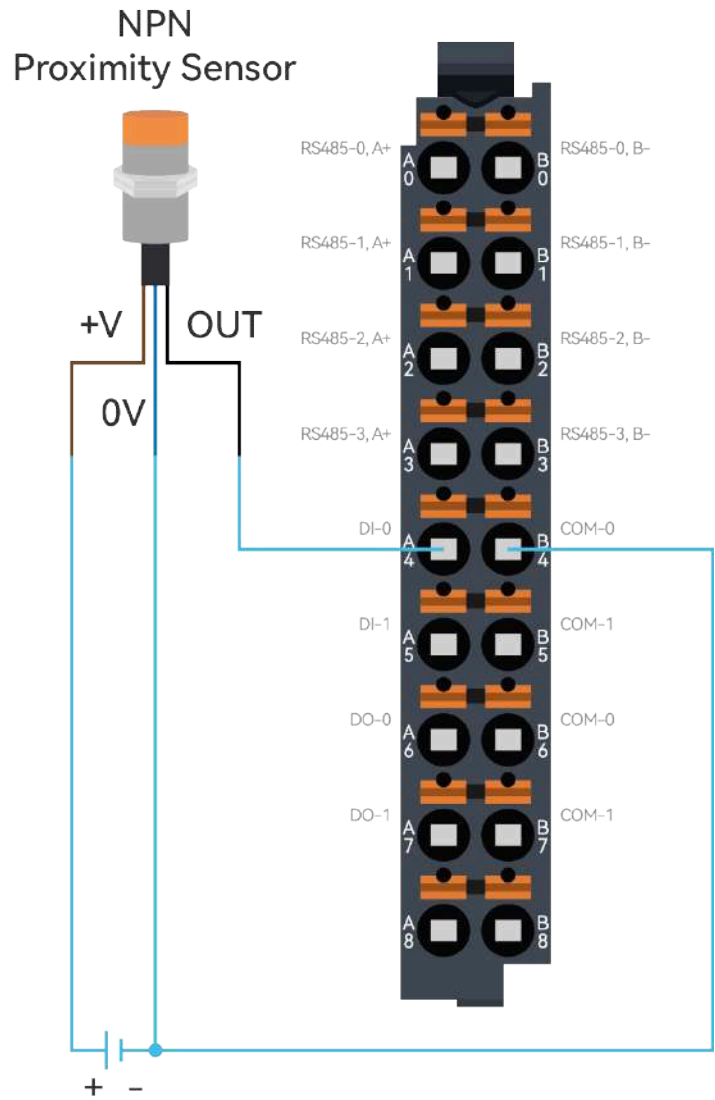 NPN
Proximity Sensor
+V
OUT
0V
RS485-0, A+
A
0
B
0
RS485-0, B-
RS485-1, A+
A
1
B
1
RS485-1, B-
RS485-2, A+
A
2
B
2
RS485-2, B-
RS485-3, A+
A
3
B
3
RS485-3, B-
DI-0
A
4
B
4
COM-0
DI-1
A
5
B
5
COM-1
DO-0
A
6
B
6
COM-0
DO-1
A
7
B
7
COM-1
A
8
B
8
+ -